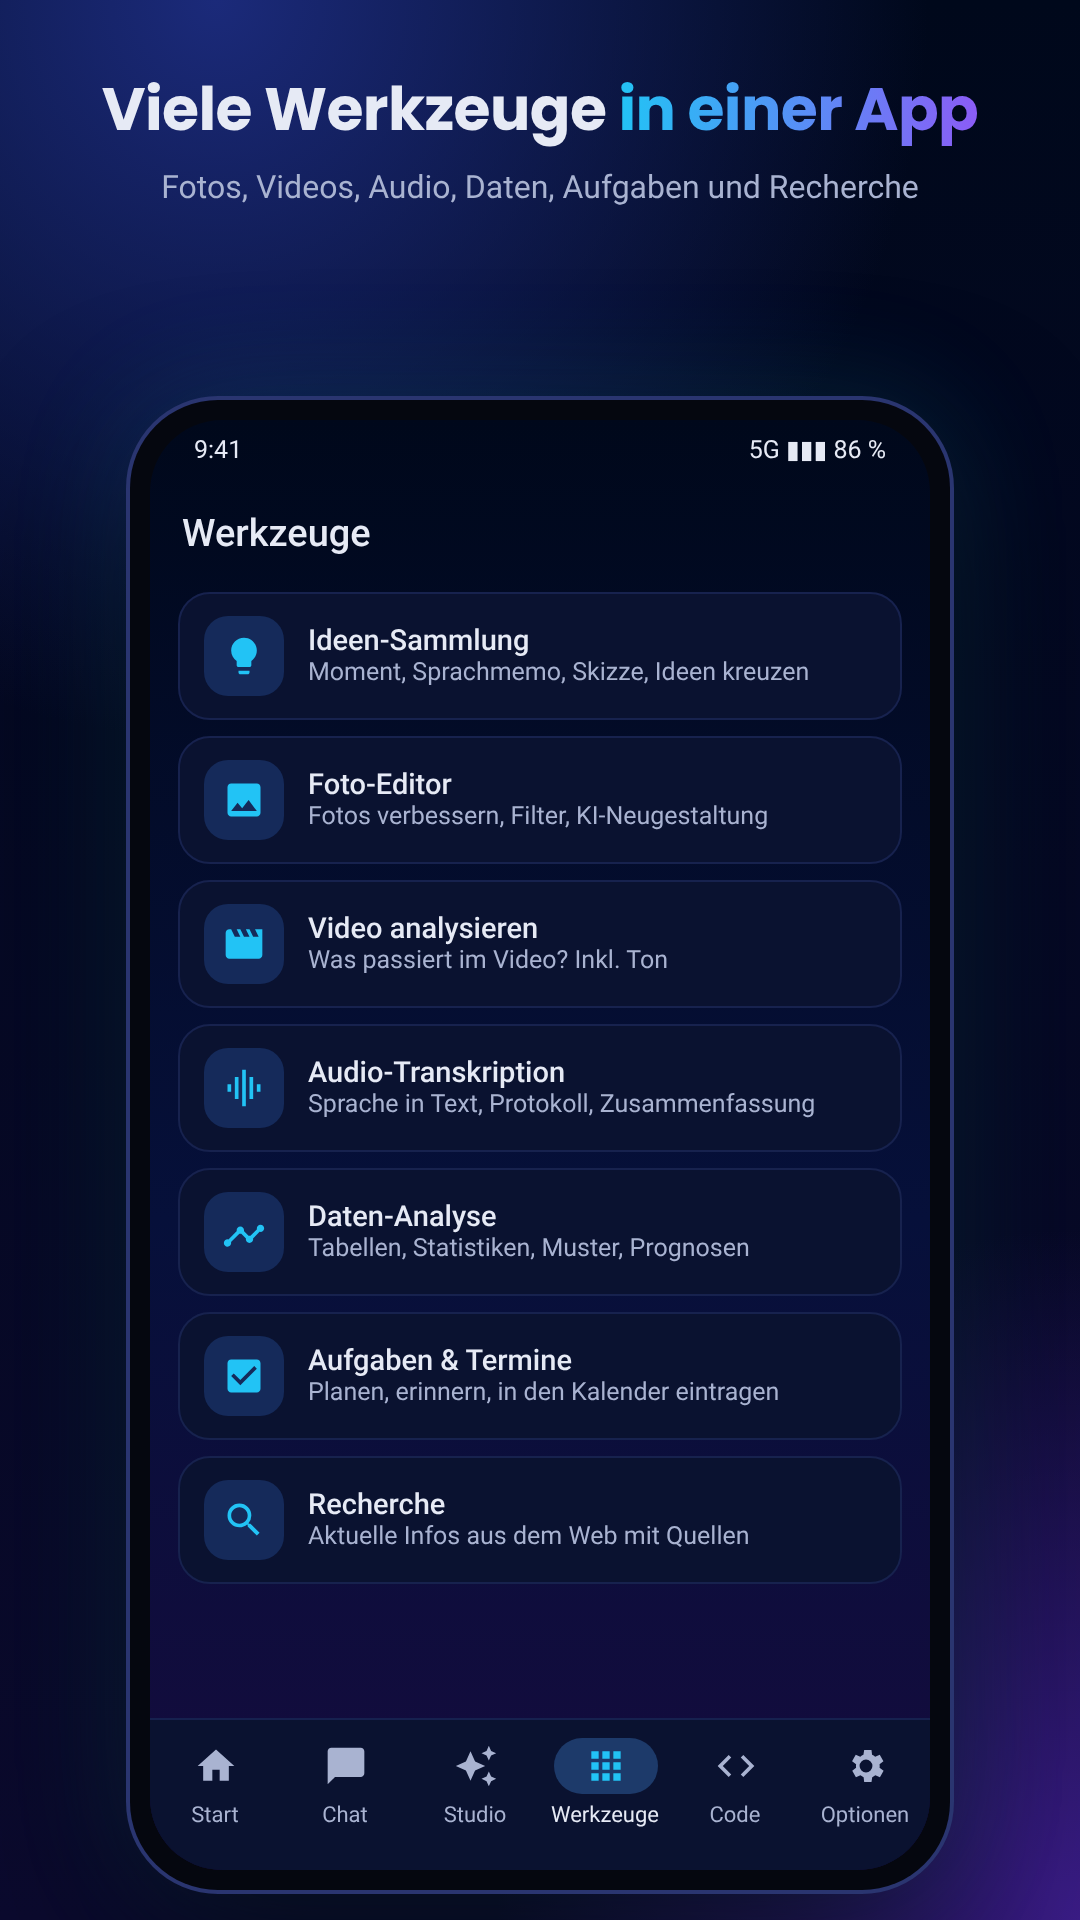 Viele Werkzeuge in einer App
Fotos, Videos, Audio, Daten, Aufgaben und Recherche
9:41
5G 86 %
Werkzeuge
Ideen-Sammlung
Moment, Sprachmemo, Skizze, Ideen kreuzen
Foto-Editor
Fotos verbessern, Filter, KI-Neugestaltung
Video analysieren
Was passiert im Video? Inkl. Ton
Audio-Transkription
Sprache in Text, Protokoll, Zusammenfassung
Daten-Analyse
Tabellen, Statistiken, Muster, Prognosen
Aufgaben & Termine
Planen, erinnern, in den Kalender eintragen
Recherche
Aktuelle Infos aus dem Web mit Quellen
Start
Chat
Studio
Werkzeuge
Code
Optionen